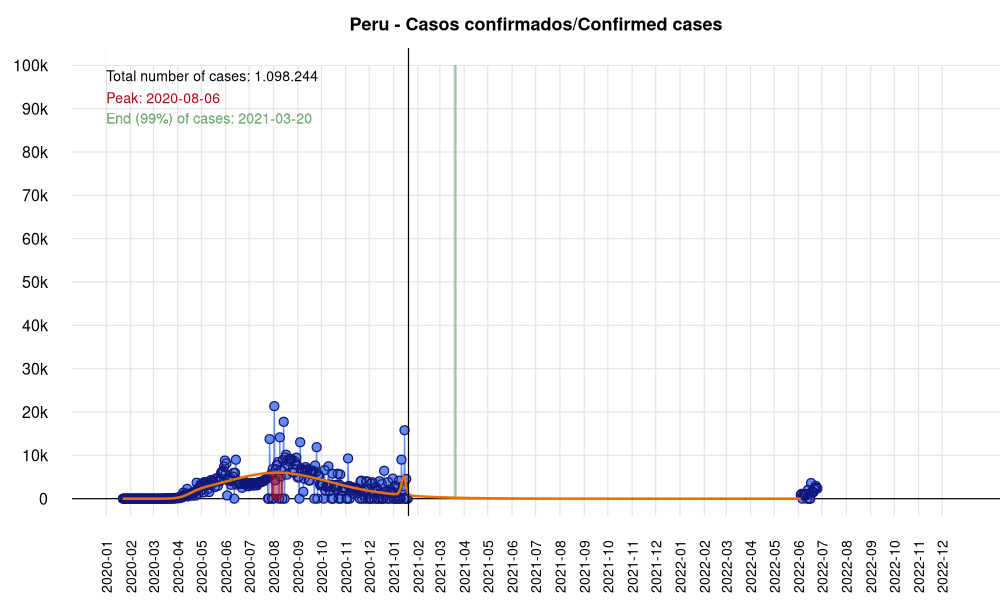 Peru - Casos confirmados/Confirmed cases
Total number of cases: 1.098.244
Peak: 2020-08-06
End (99%) of cases: 2021-03-20
100k
90k
80k
70k
60k
50k
40k
30k
20k
10k
0
2020-01
2020-02
2020-03
2020-04
2020-05
2020-06
2020-07
2020-08
2020-09
2020-10
2020-11
2020-12
2021-01
2021-02
2021-03
2021-04
2021-05
2021-06
2021-07
2021-08
2021-09
2021-10
2021-11
2021-12
2022-01
2022-02
2022-03
2022-04
2022-05
2022-06
2022-07
2022-08
2022-09
2022-10
2022-11
2022-12